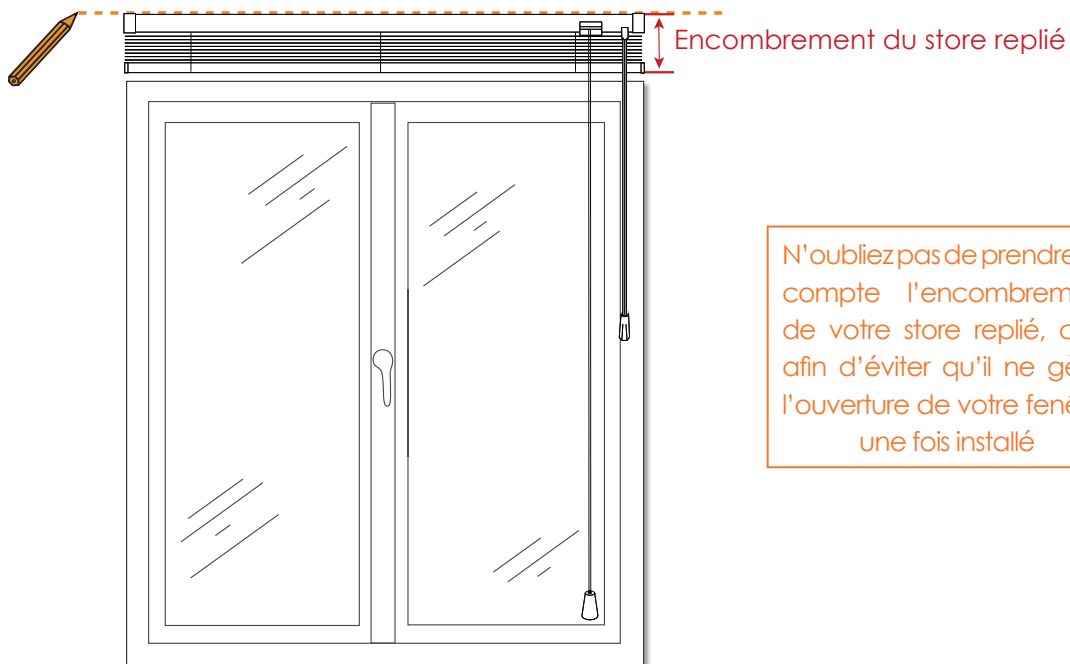 Encombrement du store replié
N’oubliez pas de prendre
compte l’encombrem
de votre store replié,
afin d’éviter qu’il ne
l’ouverture de votre
une fois installé